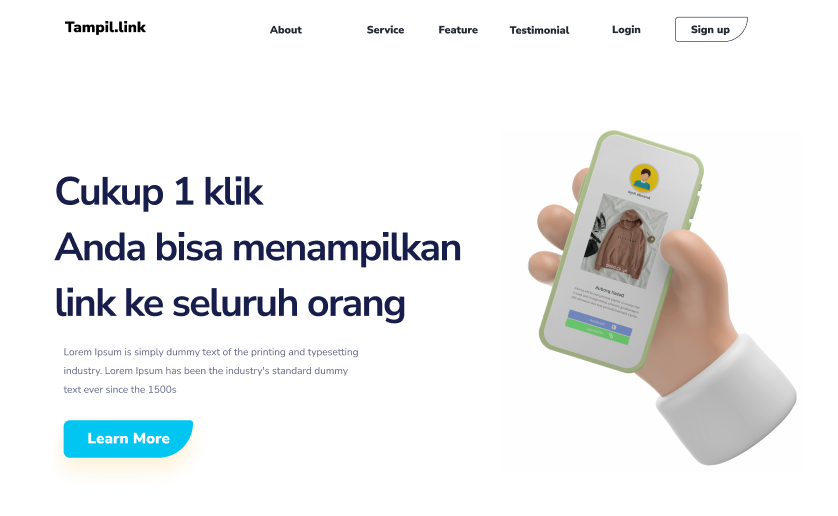 Tampil.link
About
Service
Feature
Testimonial
Login
Sign up
Cukup 1 klik
Anda bisa menampilkan
link ke seluruh orang
Lorem Ipsum is simply dummy text of the printing and typesetting
industry. Lorem Ipsum has been the industry's standard dummy
text ever since the 1500s
Learn More